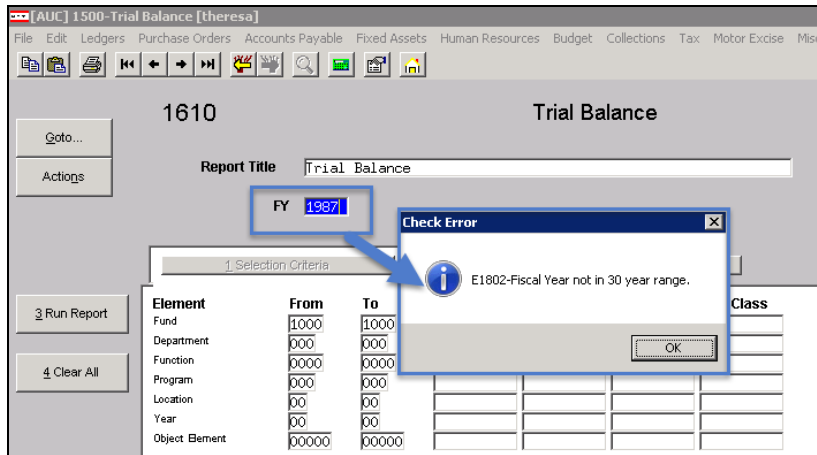 [AUC] 1500-Trial Balance [theresa]
File Edit Ledgers Purchase Orders Accounts Payable Fixed Assets Human Resources Budget Collections Tax Motor Excise Misc
1610 Trial Balance
Goto...
Actions
Report Title Trial Balance
FY 1987
Check Error
E1802-Fiscal Year not in 30 year range.
OK
1 Selection Criteria
3 Run Report
4 Clear All
Element From To Class
Fund 1000 1000
Department 000 000
Function 0000 0000
Program 000 000
Location 00 00
Year 00 00
Object Element 00000 00000